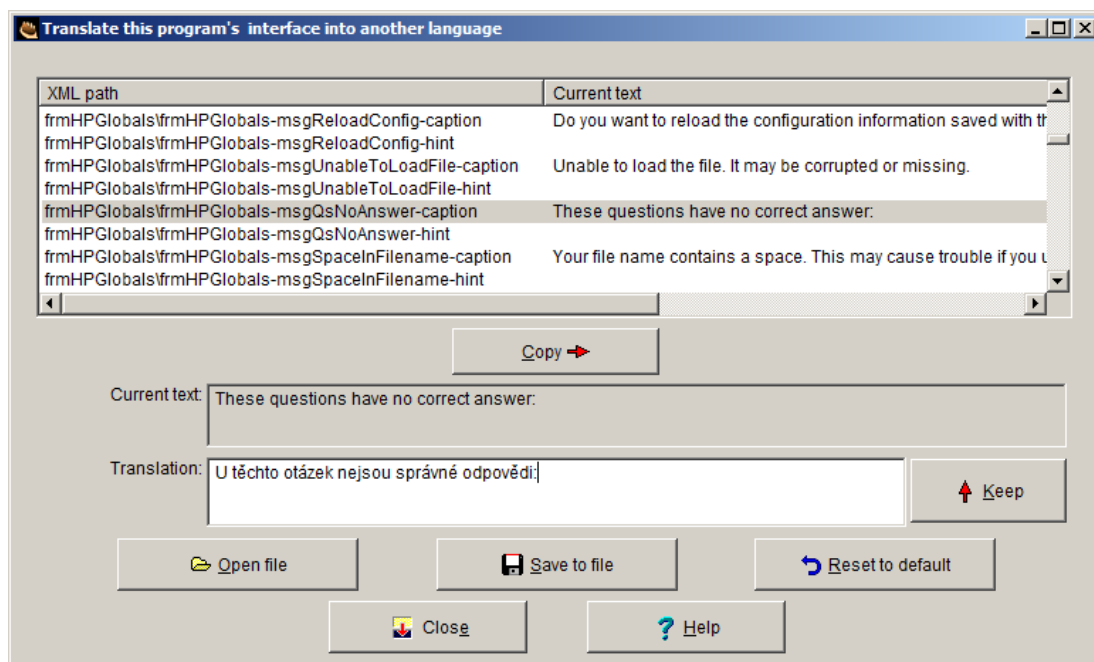 Translate this program's interface into another language
XML path Current text
frmHPGlobals\frmHPGlobals-msgReloadConfig-caption Do you want to reload the configuration information saved with th
frmHPGlobals\frmHPGlobals-msgReloadConfig-hint
frmHPGlobals\frmHPGlobals-msgUnableToLoadFile-caption Unable to load the file. It may be corrupted or missing.
frmHPGlobals\frmHPGlobals-msgUnableToLoadFile-hint
frmHPGlobals\frmHPGlobals-msgQsNoAnswer-caption These questions have no correct answer:
frmHPGlobals\frmHPGlobals-msgQsNoAnswer-hint
frmHPGlobals\frmHPGlobals-msgSpaceInFilename-caption Your file name contains a space. This may cause trouble if you u
frmHPGlobals\frmHPGlobals-msgSpaceInFilename-hint
Copy
Current text: These questions have no correct answer:
Translation: U těchto otázek nejsou správné odpovědi:
Keep
Open file Save to file Reset to default
Close Help